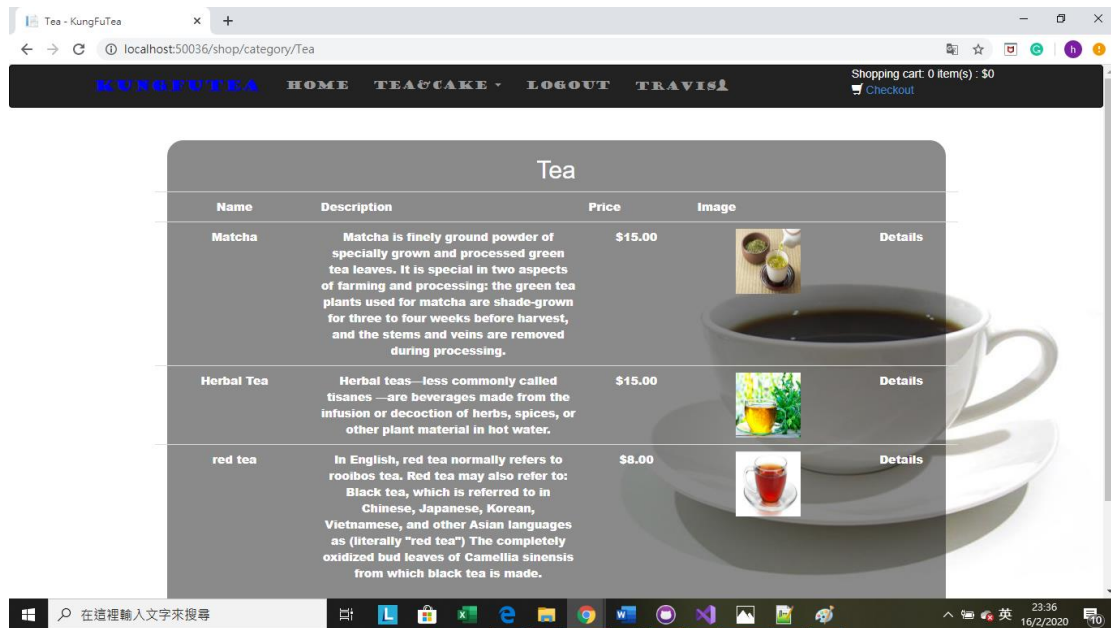 Tea - KungFuTea
localhost:50036/shop/category/Tea
KUNGFUTEA HOME TEA&CAKE LOGOUT TRAVIS
Shopping cart: 0 item(s) : $0
Checkout
Tea
Name Description Price Image
Matcha Matcha is finely ground powder of $15.00 Details
specially grown and processed green
tea leaves. It is special in two aspects
of farming and processing: the green tea
plants used for matcha are shade-grown
for three to four weeks before harvest,
and the stems and veins are removed
during processing.
Herbal Tea Herbal teas—less commonly called $15.00 Details
tisanes —are beverages made from the
infusion or decoction of herbs, spices, or
other plant material in hot water.
red tea In English, red tea normally refers to $8.00 Details
rooibos tea. Red tea may also refer to:
Black tea, which is referred to in
Chinese, Japanese, Korean,
Vietnamese, and other Asian languages
as (literally "red tea") The completely
oxidized bud leaves of Camellia sinensis
from which black tea is made.
在這裡輸入文字來搜尋
英 23:36
16/2/2020
10